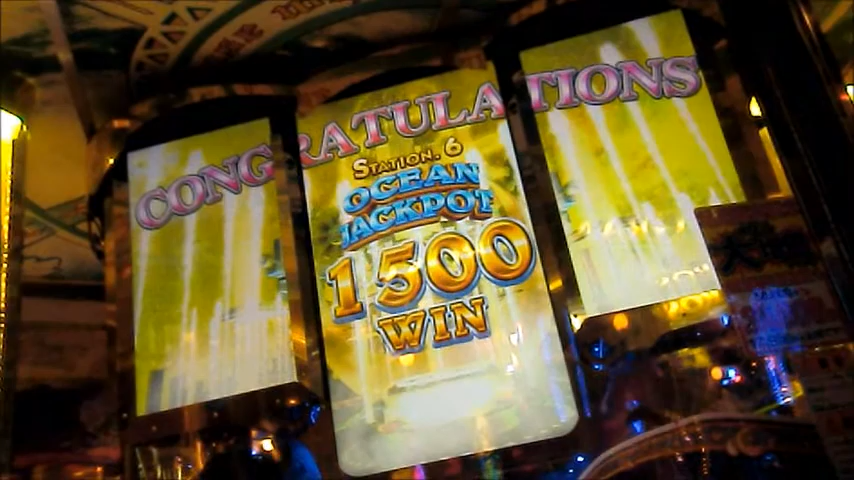 CONGRATULATIONS
STATION. 6
OCEAN
JACKPOT
1500
WIN